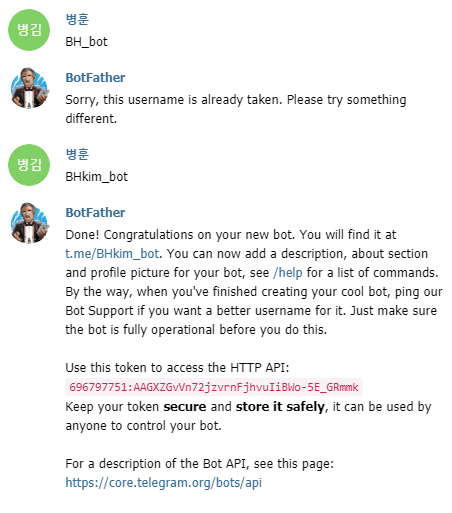 병김
병훈
BH_bot
BotFather
Sorry, this username is already taken. Please try something
different.
병김
병훈
BHkim_bot
BotFather
Done! Congratulations on your new bot. You will find it at
t.me/BHkim_bot. You can now add a description, about section
and profile picture for your bot, see /help for a list of commands.
By the way, when you've finished creating your cool bot, ping our
Bot Support if you want a better username for it. Just make sure
the bot is fully operational before you do this.
Use this token to access the HTTP API:
696797751:AAGXZGvVn72jzvrnFjhvuIiBWo-5E_GRmmk
Keep your token secure and store it safely, it can be used by
anyone to control your bot.
For a description of the Bot API, see this page:
https://core.telegram.org/bots/api